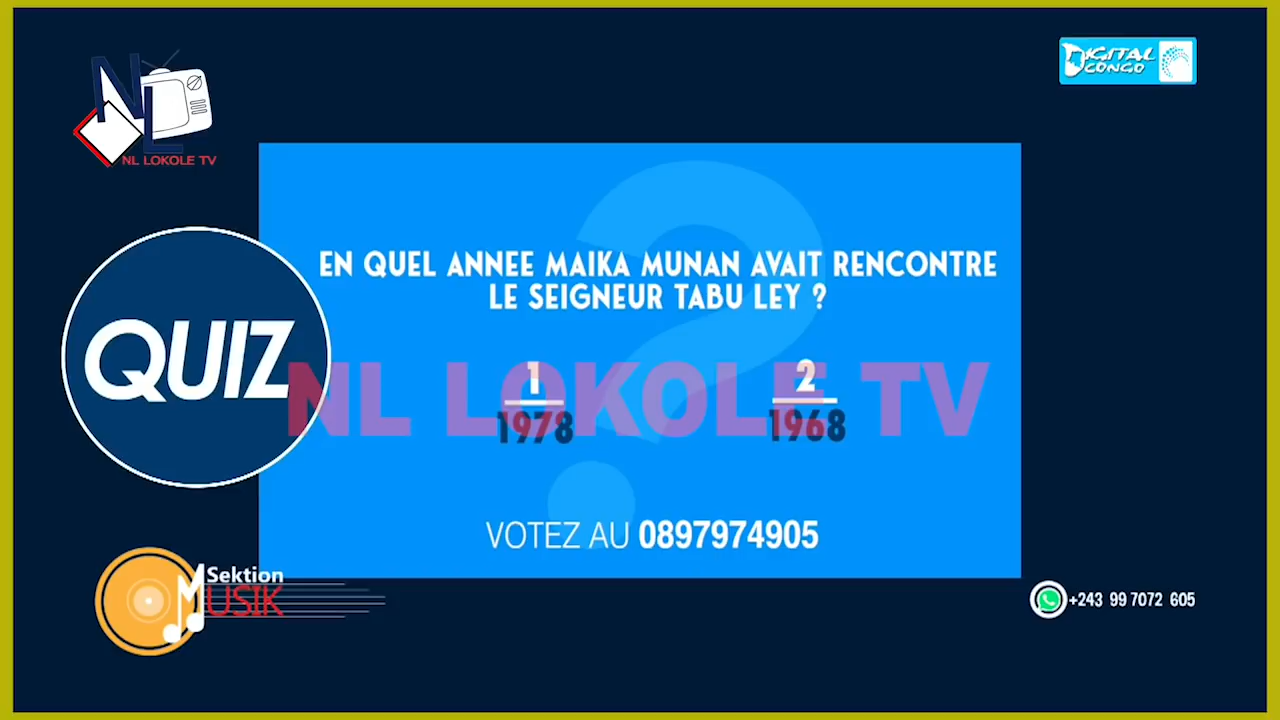 NL
NL LOKOLE TV
DIGITAL
CONGO
EN QUEL ANNEE MAIKA MUNAN AVAIT RENCONTRE
LE SEIGNEUR TABU LEY ?
QUIZ
1
2
1978
1968
NL LOKOLE TV
VOTEZ AU 0897974905
Sektion
MUSIK
+243 99 7072 605